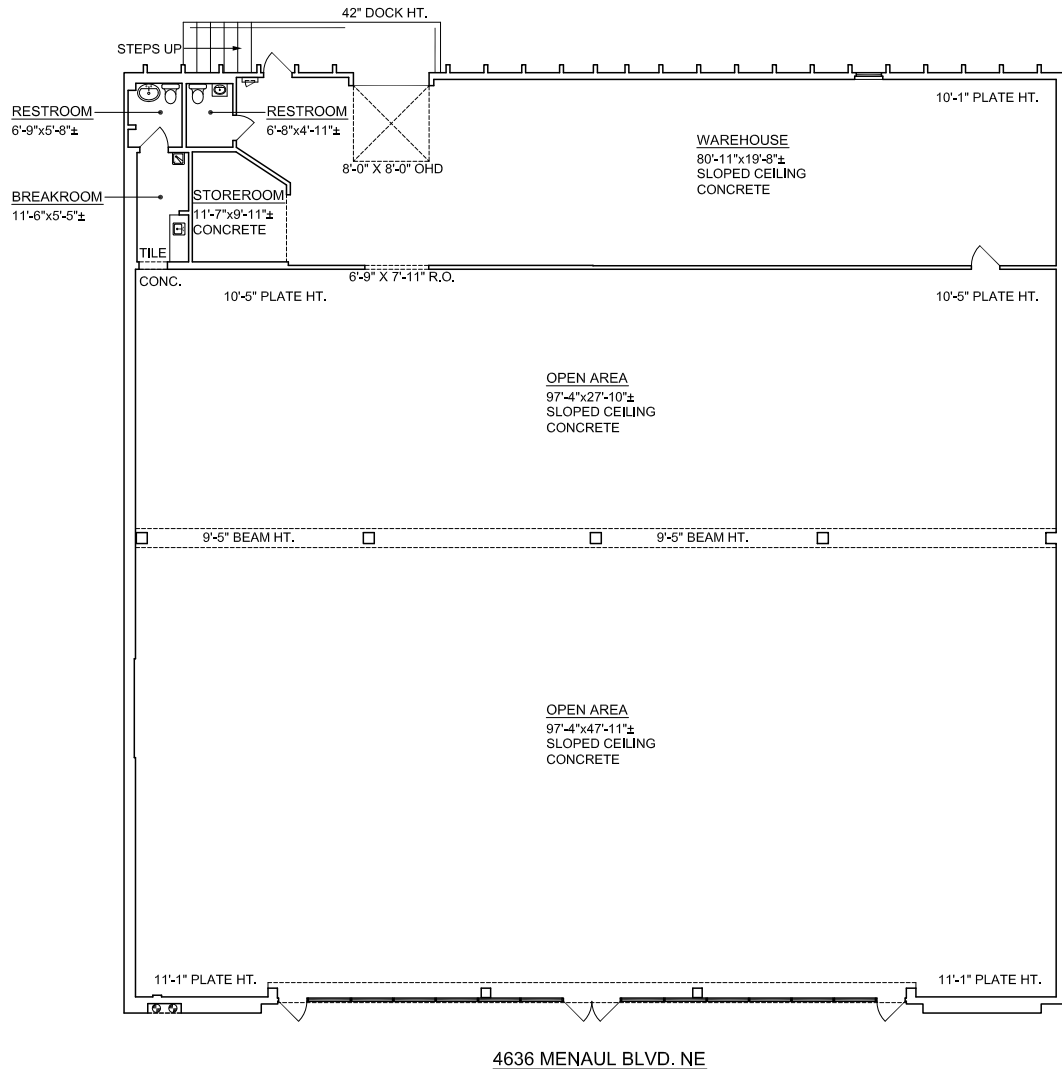 42" DOCK HT.
STEPS UP
RESTROOM
6'-9"x5'-8"±
RESTROOM
6'-8"x4'-11"±
10'-1" PLATE HT.
8'-0" X 8'-0" OHD
WAREHOUSE
80'-11"x19'-8"±
SLOPED CEILING
CONCRETE
BREAKROOM
11'-6"x5'-5"±
STOREROOM
11'-7"x9'-11"±
CONCRETE
TILE
CONC.
6'-9" X 7'-11" R.O.
10'-5" PLATE HT.
10'-5" PLATE HT.
OPEN AREA
97'-4"x27'-10"±
SLOPED CEILING
CONCRETE
9'-5" BEAM HT.
9'-5" BEAM HT.
OPEN AREA
97'-4"x47'-11"±
SLOPED CEILING
CONCRETE
11'-1" PLATE HT.
11'-1" PLATE HT.
4636 MENAUL BLVD. NE